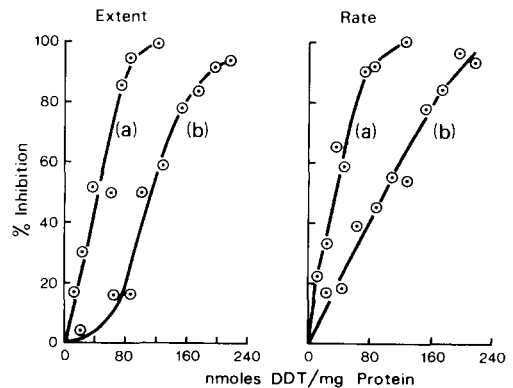 Extent
Rate
100
80
60
40
20
0
% Inhibition
(a)
(b)
(a)
(b)
0
80
160
240
0
80
160
240
nmoles DDT/mg Protein